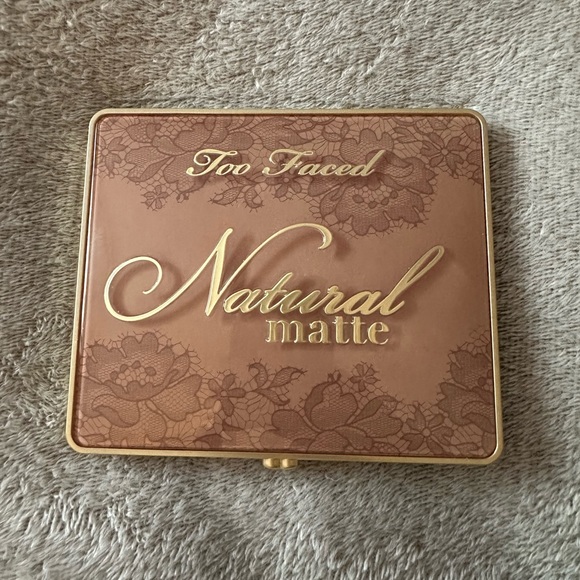 Too Faced
Natural
matte